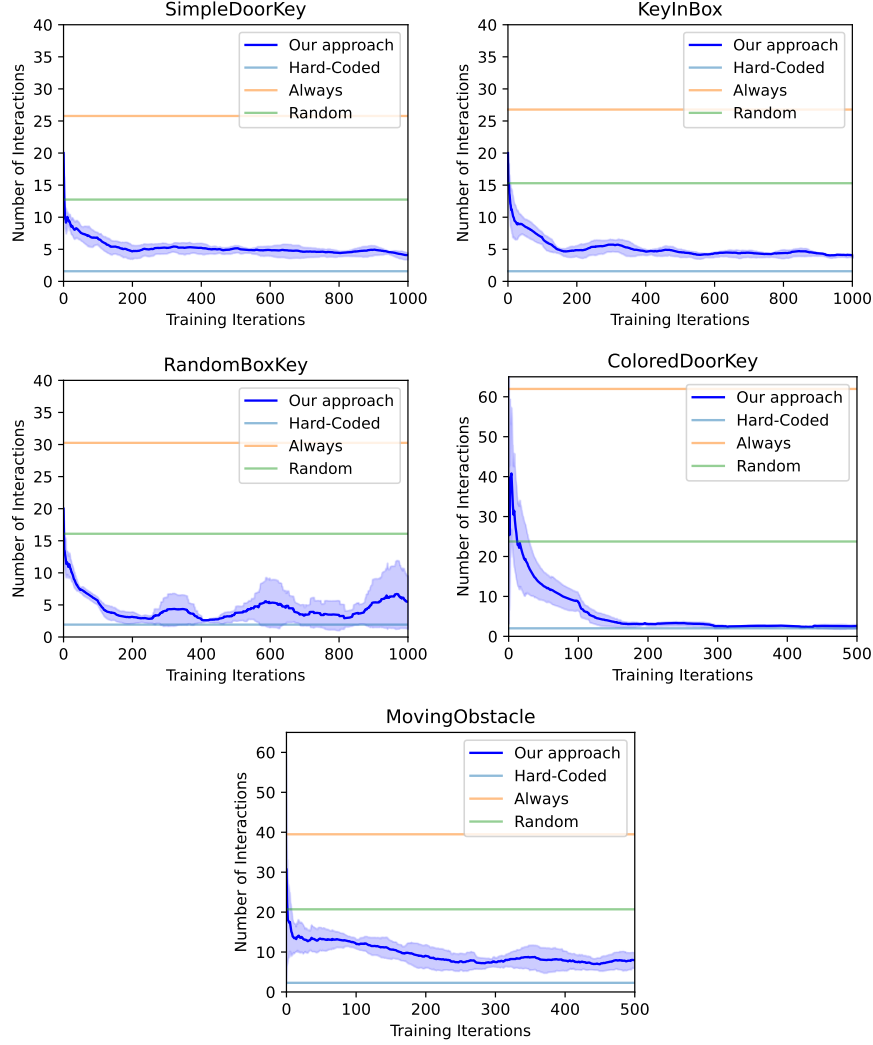 SimpleDoorKey
Number of Interactions
40
35
30
25
20
15
10
5
0
Our approach
Hard-Coded
Always
Random
0 200 400 600 800 1000
Training Iterations
KeyInBox
Number of Interactions
40
35
30
25
20
15
10
5
0
Our approach
Hard-Coded
Always
Random
0 200 400 600 800 1000
Training Iterations
RandomBoxKey
Number of Interactions
40
35
30
25
20
15
10
5
0
Our approach
Hard-Coded
Always
Random
0 200 400 600 800 1000
Training Iterations
ColoredDoorKey
Number of Interactions
60
50
40
30
20
10
0
Our approach
Hard-Coded
Always
Random
0 100 200 300 400 500
Training Iterations
MovingObstacle
Number of Interactions
60
50
40
30
20
10
0
Our approach
Hard-Coded
Always
Random
0 100 200 300 400 500
Training Iterations